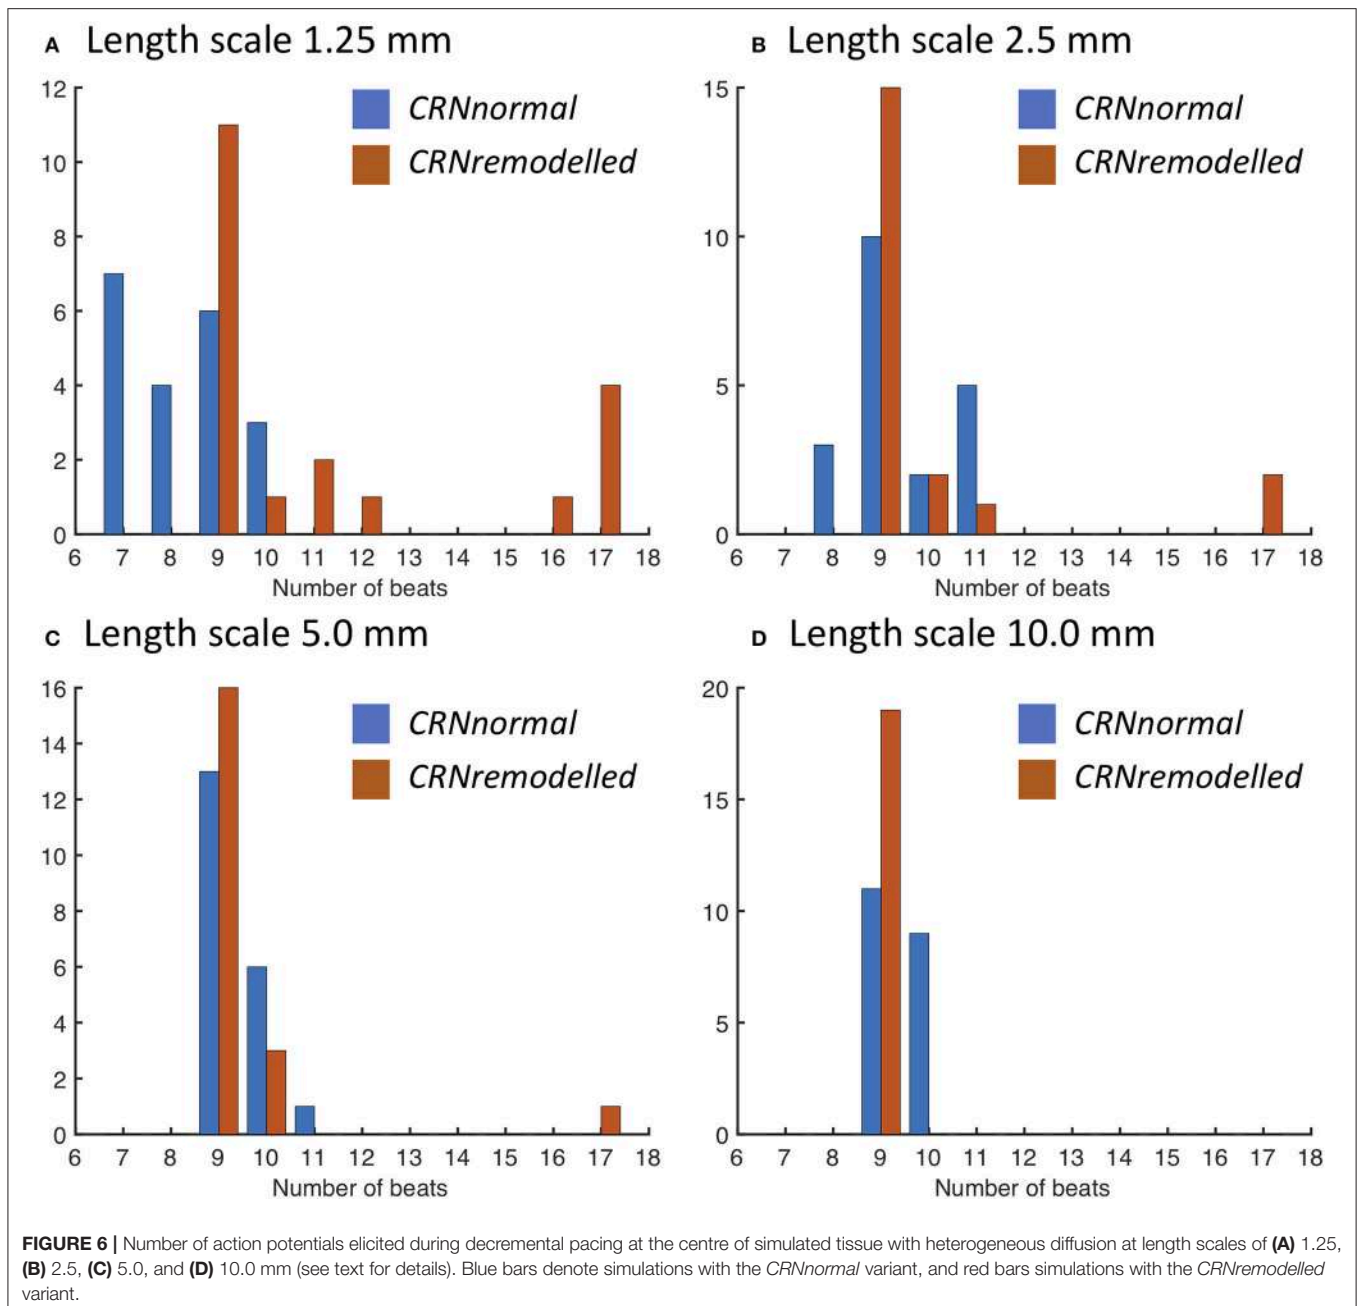 A Length scale 1.25 mm
12
10
8
6
4
2
0
CRNnormal
CRNremodelled
6 7 8 9 10 11 12 13 14 15 16 17 18
Number of beats
B Length scale 2.5 mm
15
10
5
0
CRNnormal
CRNremodelled
6 7 8 9 10 11 12 13 14 15 16 17 18
Number of beats
C Length scale 5.0 mm
16
14
12
10
8
6
4
2
0
CRNnormal
CRNremodelled
6 7 8 9 10 11 12 13 14 15 16 17 18
Number of beats
D Length scale 10.0 mm
20
15
10
5
0
CRNnormal
CRNremodelled
6 7 8 9 10 11 12 13 14 15 16 17 18
Number of beats
FIGURE 6 | Number of action potentials elicited during decremental pacing at the centre of simulated tissue with heterogeneous diffusion at length scales of (A) 1.25,
(B) 2.5, (C) 5.0, and (D) 10.0 mm (see text for details). Blue bars denote simulations with the CRNnormal variant, and red bars simulations with the CRNremodelled
variant.